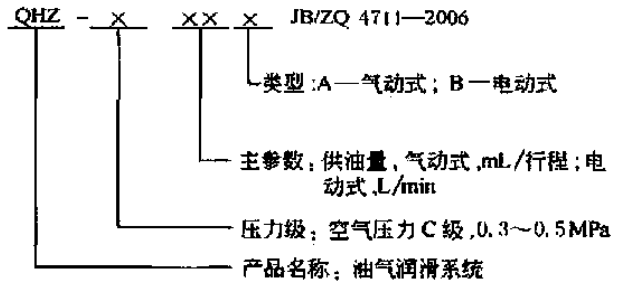 QHZ - × ×× × JB/ZQ 4711—2006
类型:A—气动式; B—电动式
主参数:供油量,气动式,mL/行程;电
动式,L/min
压力级:空气压力C级,0.3~0.5MPa
产品名称:油气润滑系统